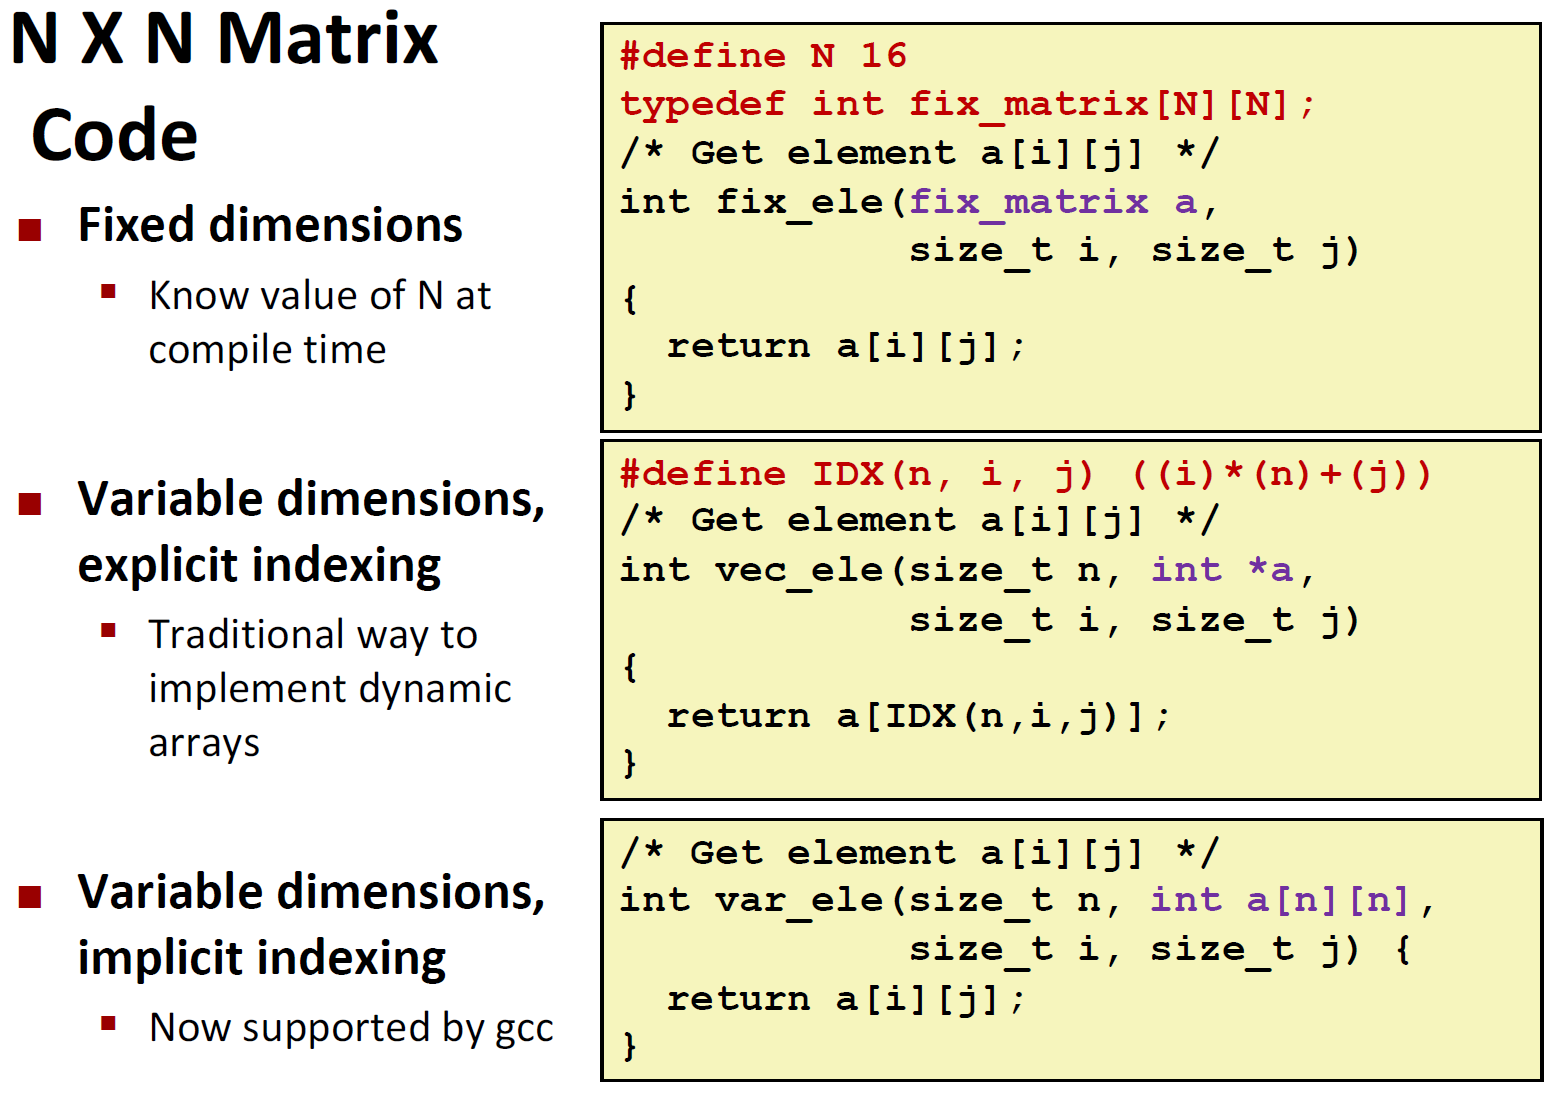 N X N Matrix
Code
■ Fixed dimensions
▪ Know value of N at
compile time
#define N 16
typedef int fix_matrix[N][N];
/* Get element a[i][j] */
int fix_ele(fix_matrix a,
            size_t i, size_t j)
{
  return a[i][j];
}
■ Variable dimensions,
explicit indexing
▪ Traditional way to
implement dynamic
arrays
#define IDX(n, i, j) ((i)*(n)+(j))
/* Get element a[i][j] */
int vec_ele(size_t n, int *a,
            size_t i, size_t j)
{
  return a[IDX(n,i,j)];
}
■ Variable dimensions,
implicit indexing
▪ Now supported by gcc
/* Get element a[i][j] */
int var_ele(size_t n, int a[n][n],
            size_t i, size_t j) {
  return a[i][j];
}